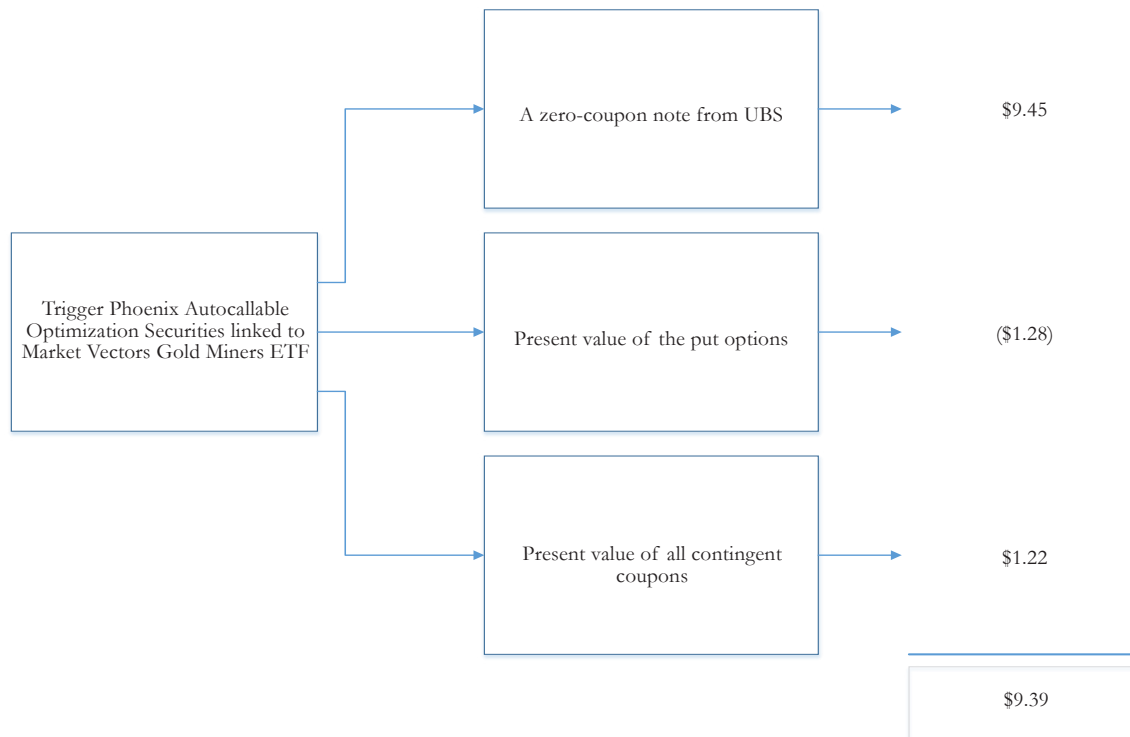 A zero-coupon note from UBS
$9.45
Trigger Phoenix Autocallable
Optimization Securities linked to
Market Vectors Gold Miners ETF
Present value of the put options
($1.28)
Present value of all contingent
coupons
$1.22
$9.39